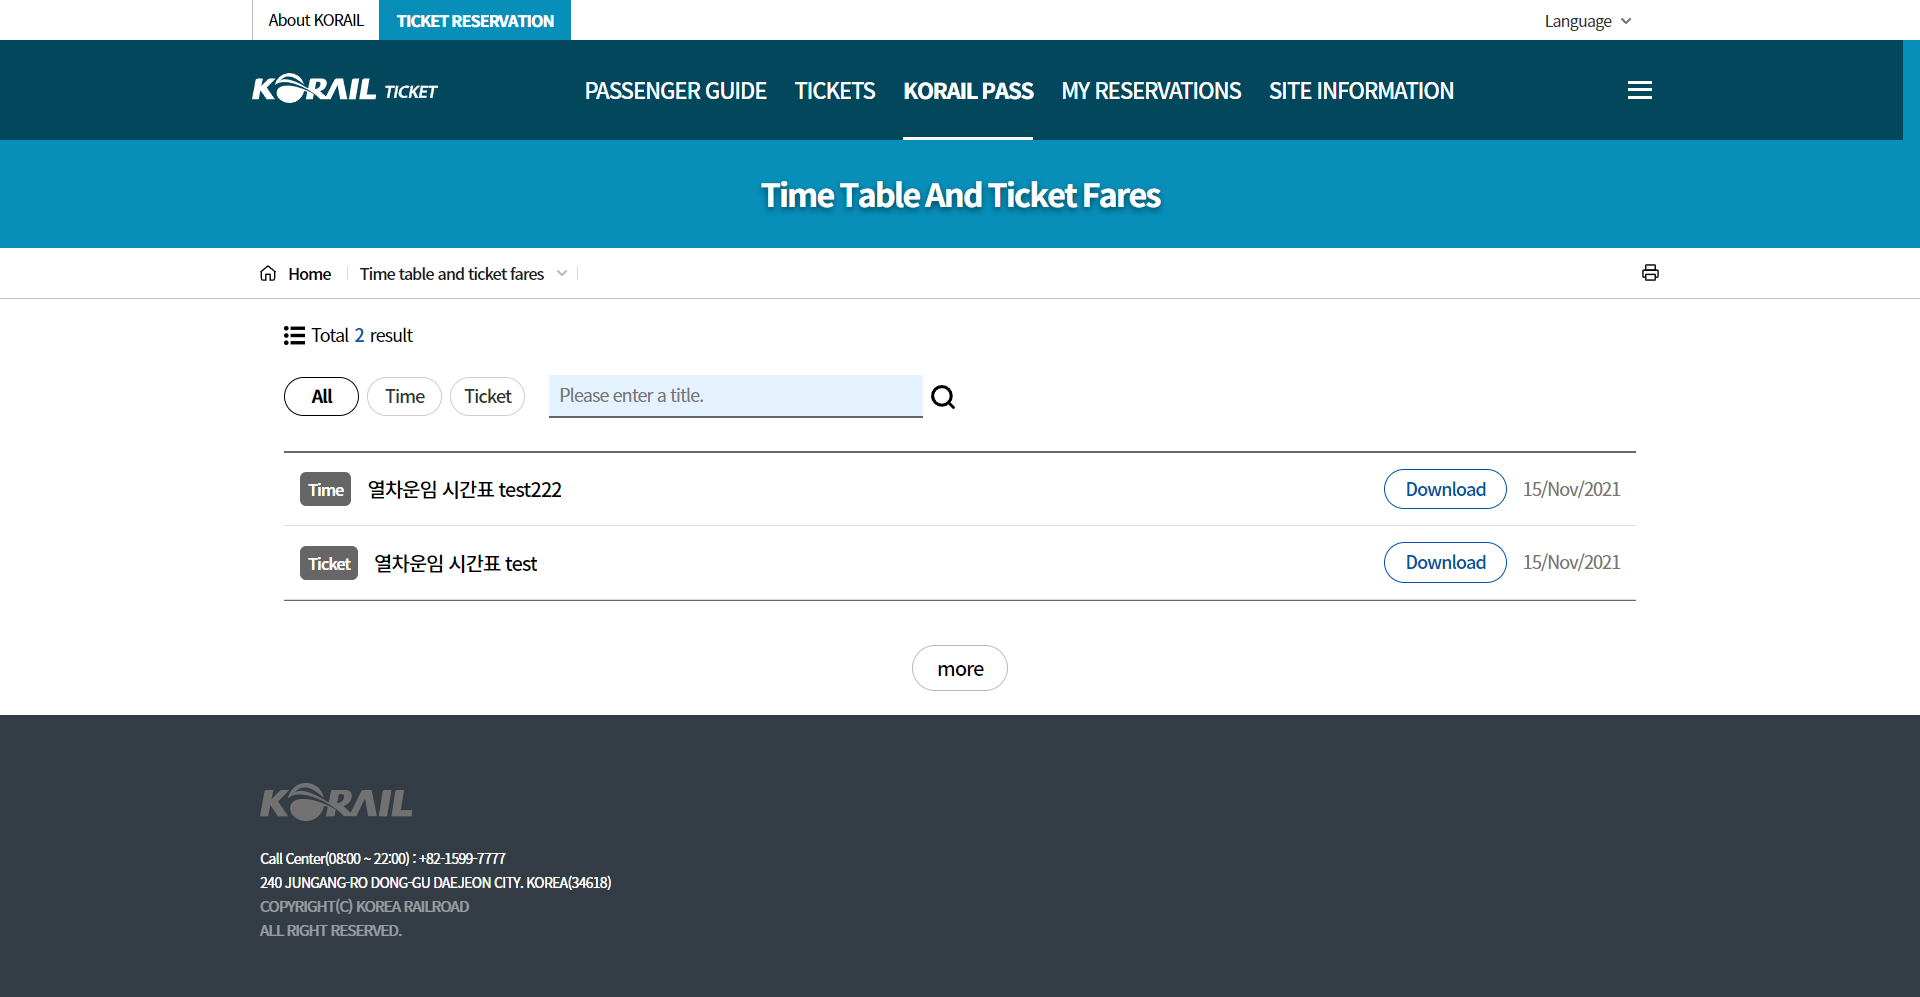 About KORAIL
TICKET RESERVATION
Language
KORAIL TICKET
PASSENGER GUIDE
TICKETS
KORAIL PASS
MY RESERVATIONS
SITE INFORMATION
Time Table And Ticket Fares
Home
Time table and ticket fares
Total 2 result
All
Time
Ticket
Please enter a title.
Time 열차운임 시간표 test222 Download 15/Nov/2021
Ticket 열차운임 시간표 test Download 15/Nov/2021
more
KORAIL
Call Center(08:00 ~ 22:00) : +82-1599-7777
240 JUNGANG-RO DONG-GU DAEJEON CITY. KOREA(34618)
COPYRIGHT(C) KOREA RAILROAD
ALL RIGHT RESERVED.